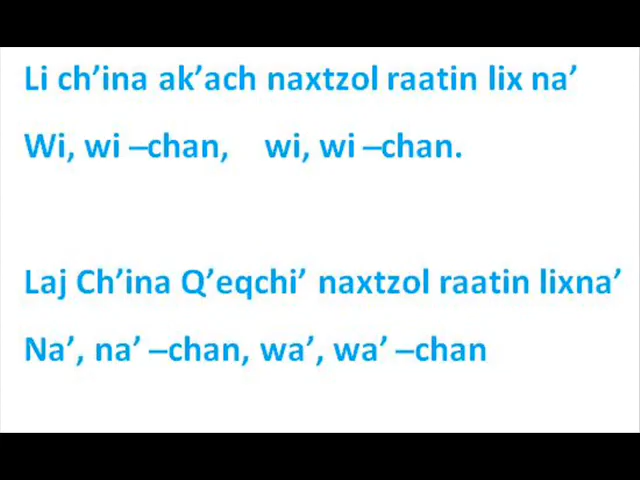 Li ch’ina ak’ach naxtzol raatin lix na’
Wi, wi –chan, wi, wi –chan.
Laj Ch’ina Q’eqchi’ naxtzol raatin lixna’
Na’, na’ –chan, wa’, wa’ –chan